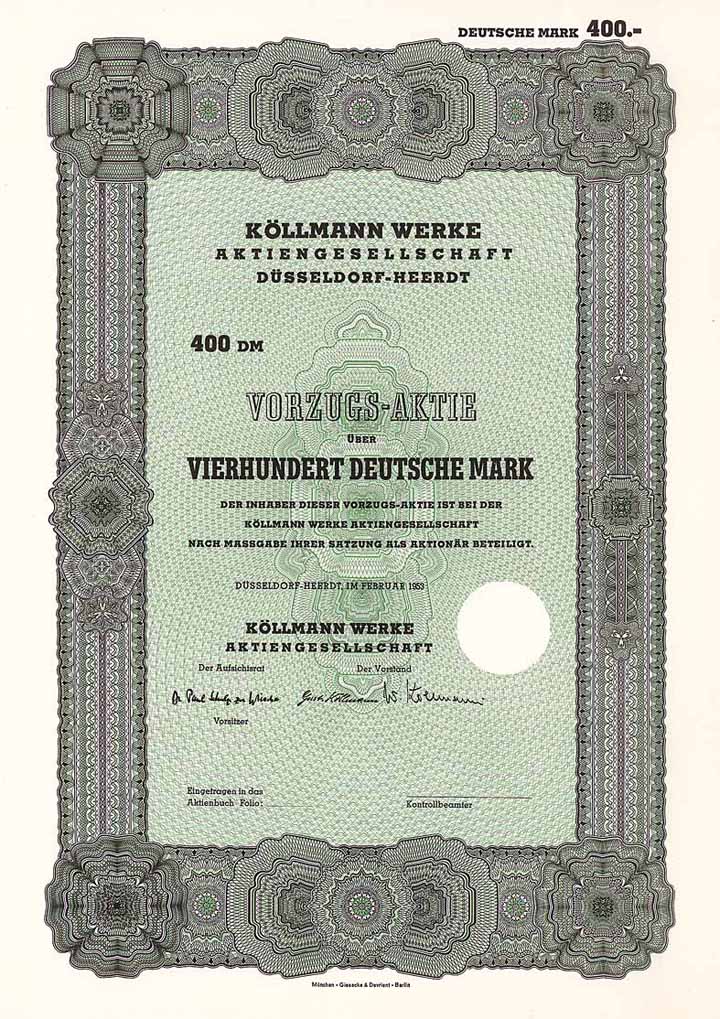 DEUTSCHE MARK 400.-
KÖLLMANN WERKE
AKTIENGESELLSCHAFT
DÜSSELDORF-HEERDT
400 DM
VORZUGS-AKTIE
ÜBER
VIERHUNDERT DEUTSCHE MARK
DER INHABER DIESER VORZUGS-AKTIE IST BEI DER
KÖLLMANN WERKE AKTIENGESELLSCHAFT
NACH MASSGABE IHRER SATZUNG ALS AKTIONÄR BETEILIGT.
DÜSSELDORF-HEERDT, IM FEBRUAR 1953
KÖLLMANN WERKE
AKTIENGESELLSCHAFT
Der Aufsichtsrat Der Vorstand
Dr. Paul
Vorsitzer
Eingetragen in das
Aktienbuch Folio:
Kontrollbeamter
München - Giesecke & Devrient - Berlin